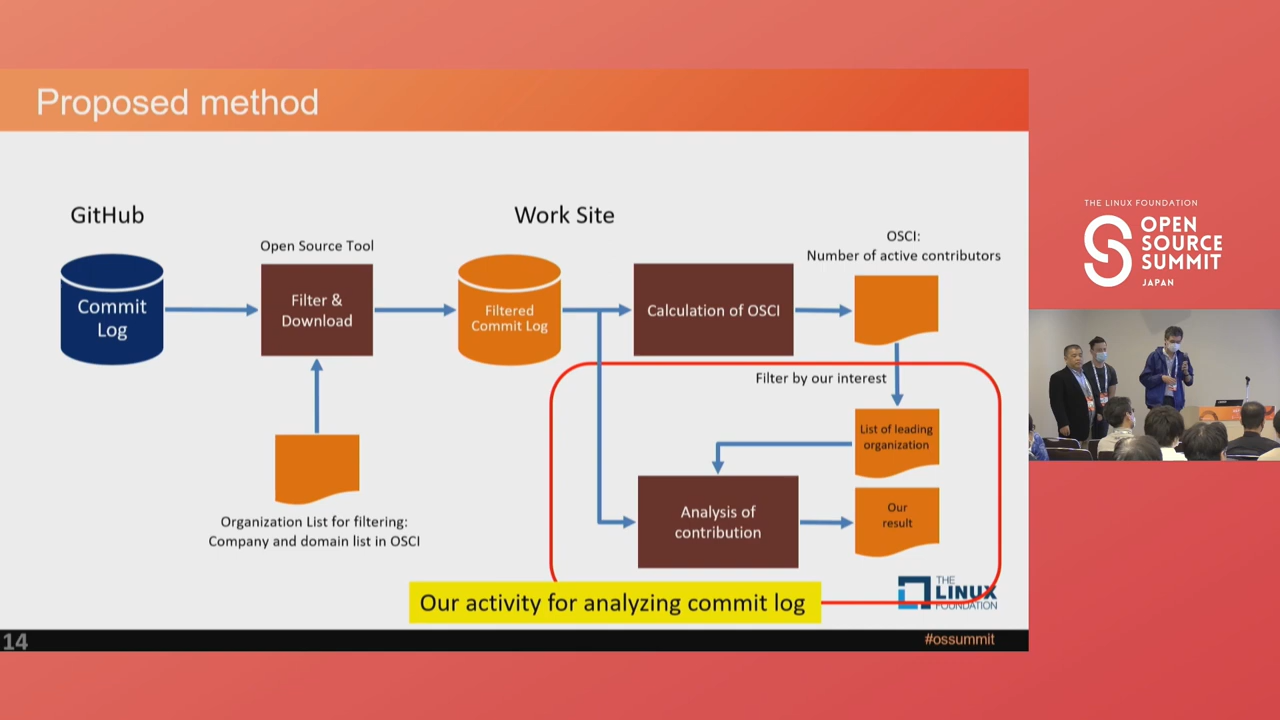 Proposed method
GitHub
Work Site
Open Source Tool
OSCI:
Number of active contributors
Commit
Log
Filter &
Download
Filtered
Commit Log
Calculation of OSCI
Filter by our interest
List of leading
organization
Analysis of
contribution
Our
result
Organization List for filtering:
Company and domain list in OSCI
Our activity for analyzing commit log
THE
LINUX
FOUNDATION
14
#ossummit
THE LINUX FOUNDATION
OPEN
SOURCE
SUMMIT
JAPAN